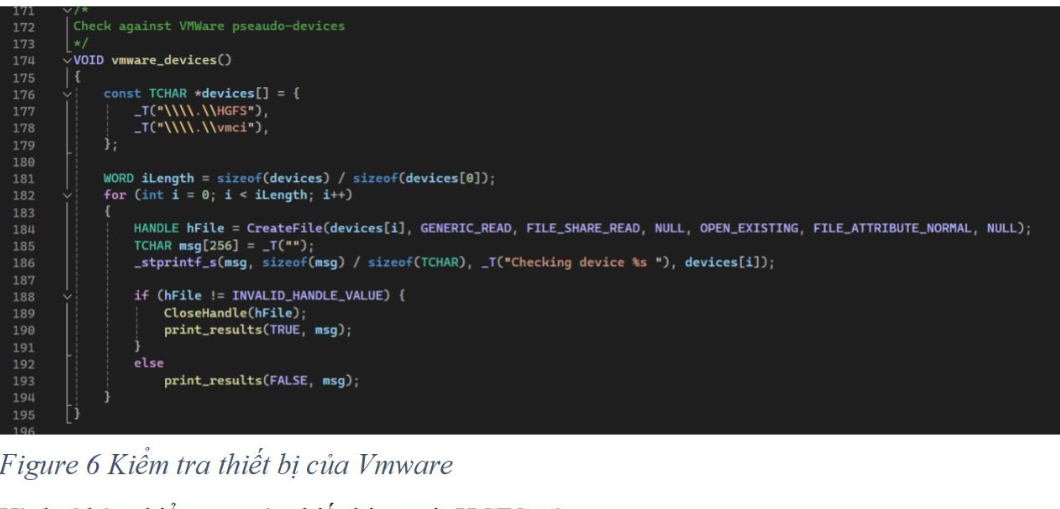 171 /*
172 Check against VMWare pseaudo-devices
173 */
174 VOID vmware_devices()
175 {
176 const TCHAR *devices[] = {
177 _T("\\\\.\\HGFS"),
178 _T("\\\\.\\vmci"),
179 };
180
181 WORD iLength = sizeof(devices) / sizeof(devices[0]);
182 for (int i = 0; i < iLength; i++)
183 {
184 HANDLE hFile = CreateFile(devices[i], GENERIC_READ, FILE_SHARE_READ, NULL, OPEN_EXISTING, FILE_ATTRIBUTE_NORMAL, NULL);
185 TCHAR msg[256] = _T("");
186 _stprintf_s(msg, sizeof(msg) / sizeof(TCHAR), _T("Checking device %s "), devices[i]);
187
188 if (hFile != INVALID_HANDLE_VALUE) {
189 CloseHandle(hFile);
190 print_results(TRUE, msg);
191 }
192 else
193 print_results(FALSE, msg);
194 }
195 }
196
Figure 6 Kiểm tra thiết bị của Vmware